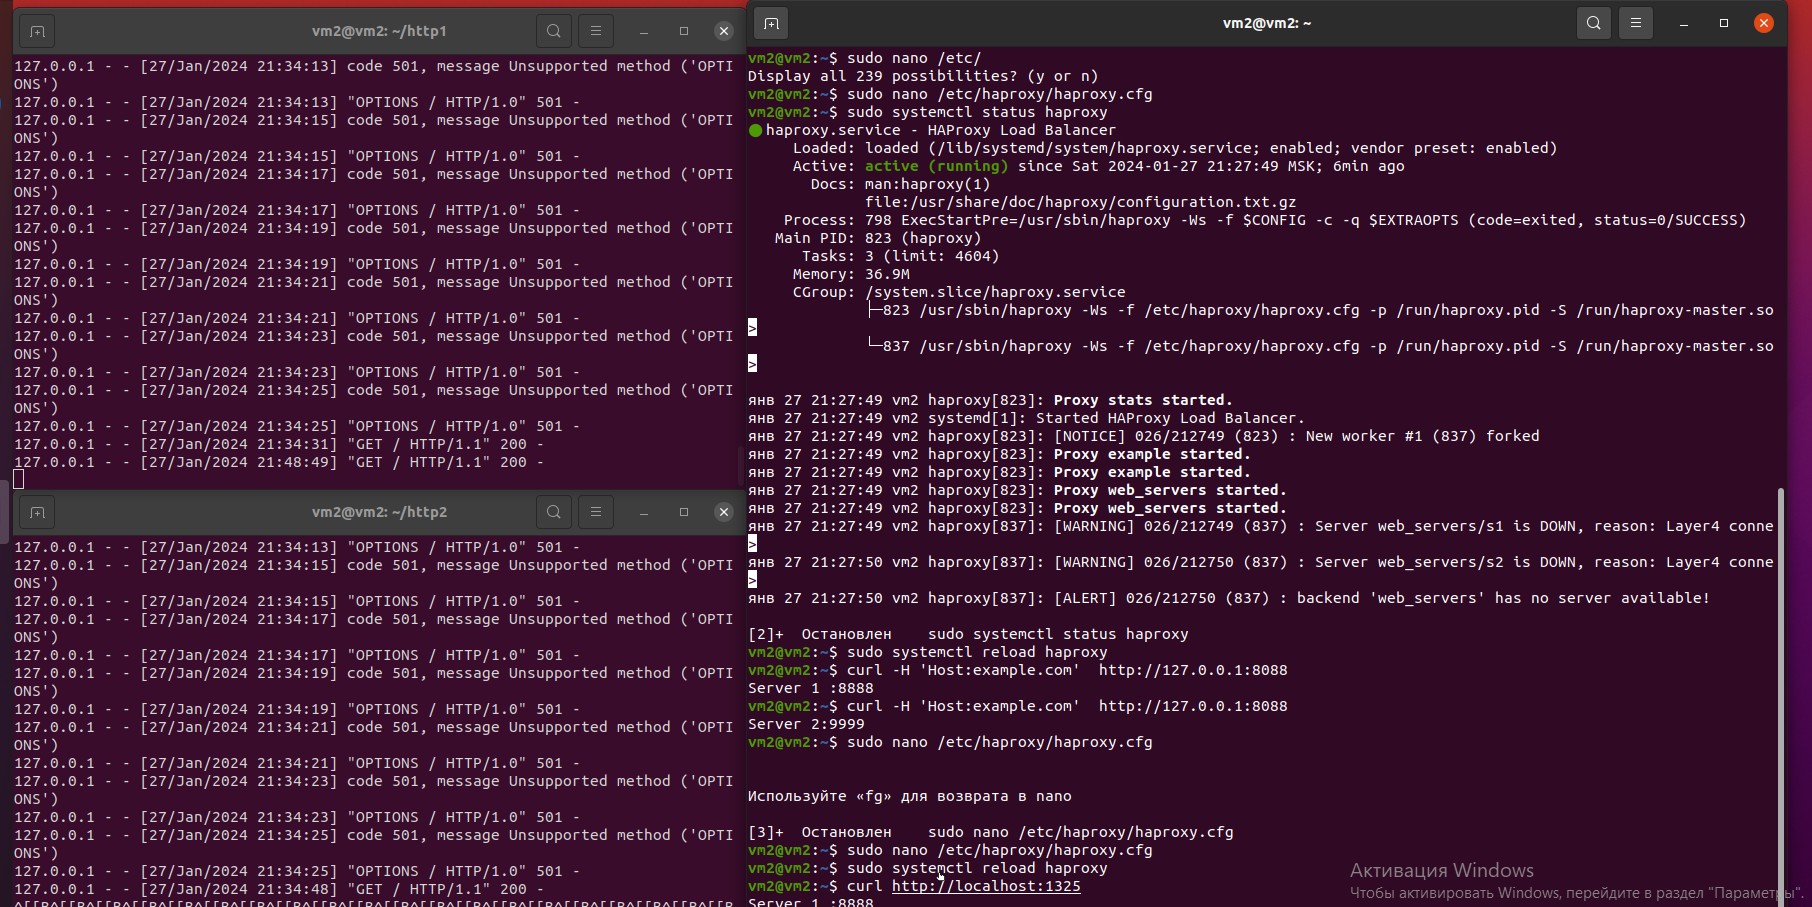 vm2@vm2: ~/http1
127.0.0.1 - - [27/Jan/2024 21:34:13] code 501, message Unsupported method ('OPTI
ONS')
127.0.0.1 - - [27/Jan/2024 21:34:13] "OPTIONS / HTTP/1.0" 501 -
127.0.0.1 - - [27/Jan/2024 21:34:15] code 501, message Unsupported method ('OPTI
ONS')
127.0.0.1 - - [27/Jan/2024 21:34:15] "OPTIONS / HTTP/1.0" 501 -
127.0.0.1 - - [27/Jan/2024 21:34:17] code 501, message Unsupported method ('OPTI
ONS')
127.0.0.1 - - [27/Jan/2024 21:34:17] "OPTIONS / HTTP/1.0" 501 -
127.0.0.1 - - [27/Jan/2024 21:34:19] code 501, message Unsupported method ('OPTI
ONS')
127.0.0.1 - - [27/Jan/2024 21:34:19] "OPTIONS / HTTP/1.0" 501 -
127.0.0.1 - - [27/Jan/2024 21:34:21] code 501, message Unsupported method ('OPTI
ONS')
127.0.0.1 - - [27/Jan/2024 21:34:21] "OPTIONS / HTTP/1.0" 501 -
127.0.0.1 - - [27/Jan/2024 21:34:23] code 501, message Unsupported method ('OPTI
ONS')
127.0.0.1 - - [27/Jan/2024 21:34:23] "OPTIONS / HTTP/1.0" 501 -
127.0.0.1 - - [27/Jan/2024 21:34:25] code 501, message Unsupported method ('OPTI
ONS')
127.0.0.1 - - [27/Jan/2024 21:34:25] "OPTIONS / HTTP/1.0" 501 -
127.0.0.1 - - [27/Jan/2024 21:34:31] "GET / HTTP/1.1" 200 -
127.0.0.1 - - [27/Jan/2024 21:48:49] "GET / HTTP/1.1" 200 -
vm2@vm2: ~/http2
127.0.0.1 - - [27/Jan/2024 21:34:13] "OPTIONS / HTTP/1.0" 501 -
127.0.0.1 - - [27/Jan/2024 21:34:15] code 501, message Unsupported method ('OPTI
ONS')
127.0.0.1 - - [27/Jan/2024 21:34:15] "OPTIONS / HTTP/1.0" 501 -
127.0.0.1 - - [27/Jan/2024 21:34:17] code 501, message Unsupported method ('OPTI
ONS')
127.0.0.1 - - [27/Jan/2024 21:34:17] "OPTIONS / HTTP/1.0" 501 -
127.0.0.1 - - [27/Jan/2024 21:34:19] code 501, message Unsupported method ('OPTI
ONS')
127.0.0.1 - - [27/Jan/2024 21:34:19] "OPTIONS / HTTP/1.0" 501 -
127.0.0.1 - - [27/Jan/2024 21:34:21] code 501, message Unsupported method ('OPTI
ONS')
127.0.0.1 - - [27/Jan/2024 21:34:21] "OPTIONS / HTTP/1.0" 501 -
127.0.0.1 - - [27/Jan/2024 21:34:23] code 501, message Unsupported method ('OPTI
ONS')
127.0.0.1 - - [27/Jan/2024 21:34:23] "OPTIONS / HTTP/1.0" 501 -
127.0.0.1 - - [27/Jan/2024 21:34:25] code 501, message Unsupported method ('OPTI
ONS')
127.0.0.1 - - [27/Jan/2024 21:34:25] "OPTIONS / HTTP/1.0" 501 -
127.0.0.1 - - [27/Jan/2024 21:34:48] "GET / HTTP/1.1" 200 -
vm2@vm2: ~
vm2@vm2:~$ sudo nano /etc/
Display all 239 possibilities? (y or n)
vm2@vm2:~$ sudo nano /etc/haproxy/haproxy.cfg
vm2@vm2:~$ sudo systemctl status haproxy
● haproxy.service - HAProxy Load Balancer
Loaded: loaded (/lib/systemd/system/haproxy.service; enabled; vendor preset: enabled)
Active: active (running) since Sat 2024-01-27 21:27:49 MSK; 6min ago
Docs: man:haproxy(1)
file:/usr/share/doc/haproxy/configuration.txt.gz
Process: 798 ExecStartPre=/usr/sbin/haproxy -Ws -f $CONFIG -c -q $EXTRAOPTS (code=exited, status=0/SUCCESS)
Main PID: 823 (haproxy)
Tasks: 3 (limit: 4604)
Memory: 36.9M
CGroup: /system.slice/haproxy.service
├─823 /usr/sbin/haproxy -Ws -f /etc/haproxy/haproxy.cfg -p /run/haproxy.pid -S /run/haproxy-master.so
>
└─837 /usr/sbin/haproxy -Ws -f /etc/haproxy/haproxy.cfg -p /run/haproxy.pid -S /run/haproxy-master.so
>
янв 27 21:27:49 vm2 haproxy[823]: Proxy stats started.
янв 27 21:27:49 vm2 systemd[1]: Started HAProxy Load Balancer.
янв 27 21:27:49 vm2 haproxy[823]: [NOTICE] 026/212749 (823) : New worker #1 (837) forked
янв 27 21:27:49 vm2 haproxy[823]: Proxy example started.
янв 27 21:27:49 vm2 haproxy[823]: Proxy example started.
янв 27 21:27:49 vm2 haproxy[823]: Proxy web_servers started.
янв 27 21:27:49 vm2 haproxy[823]: Proxy web_servers started.
янв 27 21:27:49 vm2 haproxy[837]: [WARNING] 026/212749 (837) : Server web_servers/s1 is DOWN, reason: Layer4 conne
>
янв 27 21:27:50 vm2 haproxy[837]: [WARNING] 026/212750 (837) : Server web_servers/s2 is DOWN, reason: Layer4 conne
>
янв 27 21:27:50 vm2 haproxy[837]: [ALERT] 026/212750 (837) : backend 'web_servers' has no server available!
[2]+  Остановлен    sudo systemctl status haproxy
vm2@vm2:~$ sudo systemctl reload haproxy
vm2@vm2:~$ curl -H 'Host:example.com'  http://127.0.0.1:8088
Server 1 :8888
vm2@vm2:~$ curl -H 'Host:example.com'  http://127.0.0.1:8088
Server 2:9999
vm2@vm2:~$ sudo nano /etc/haproxy/haproxy.cfg
Используйте «fg» для возврата в nano
[3]+  Остановлен    sudo nano /etc/haproxy/haproxy.cfg
vm2@vm2:~$ sudo nano /etc/haproxy/haproxy.cfg
vm2@vm2:~$ sudo systemctl reload haproxy
vm2@vm2:~$ curl http://localhost:1325
Server 1 :8888
Активация Windows
Чтобы активировать Windows, перейдите в раздел "Параметры".